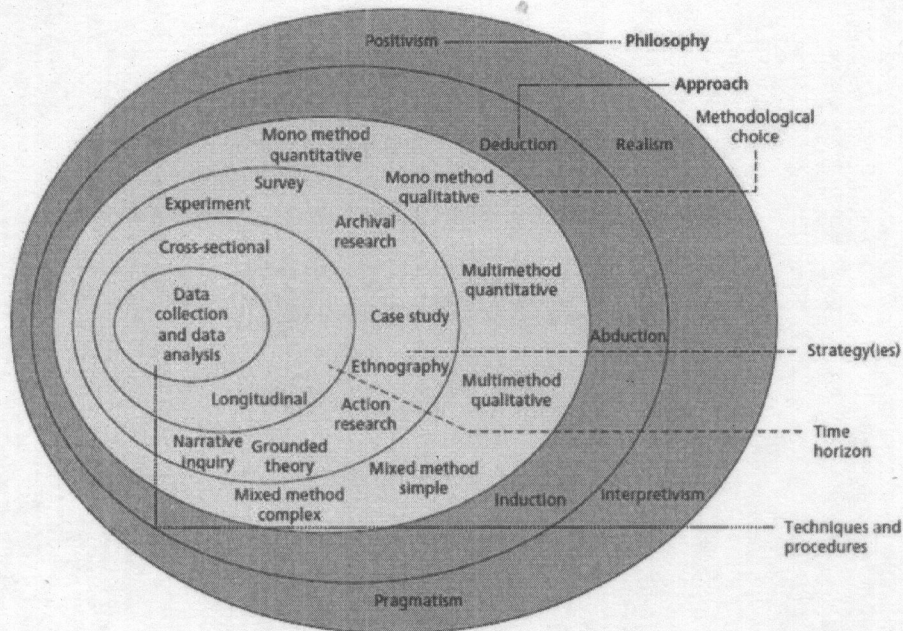 Positivism
Philosophy
Approach
Methodological
choice
Mono method
quantitative
Deduction
Realism
Survey
Mono method
qualitative
Experiment
Archival
research
Cross-sectional
Multimethod
quantitative
Data
collection
and data
analysis
Case study
Abduction
Strategy(ies)
Ethnography
Multimethod
qualitative
Longitudinal
Action
research
Time
horizon
Narrative
inquiry
Grounded
theory
Mixed method
simple
Mixed method
complex
Induction
Interpretivism
Techniques and
procedures
Pragmatism